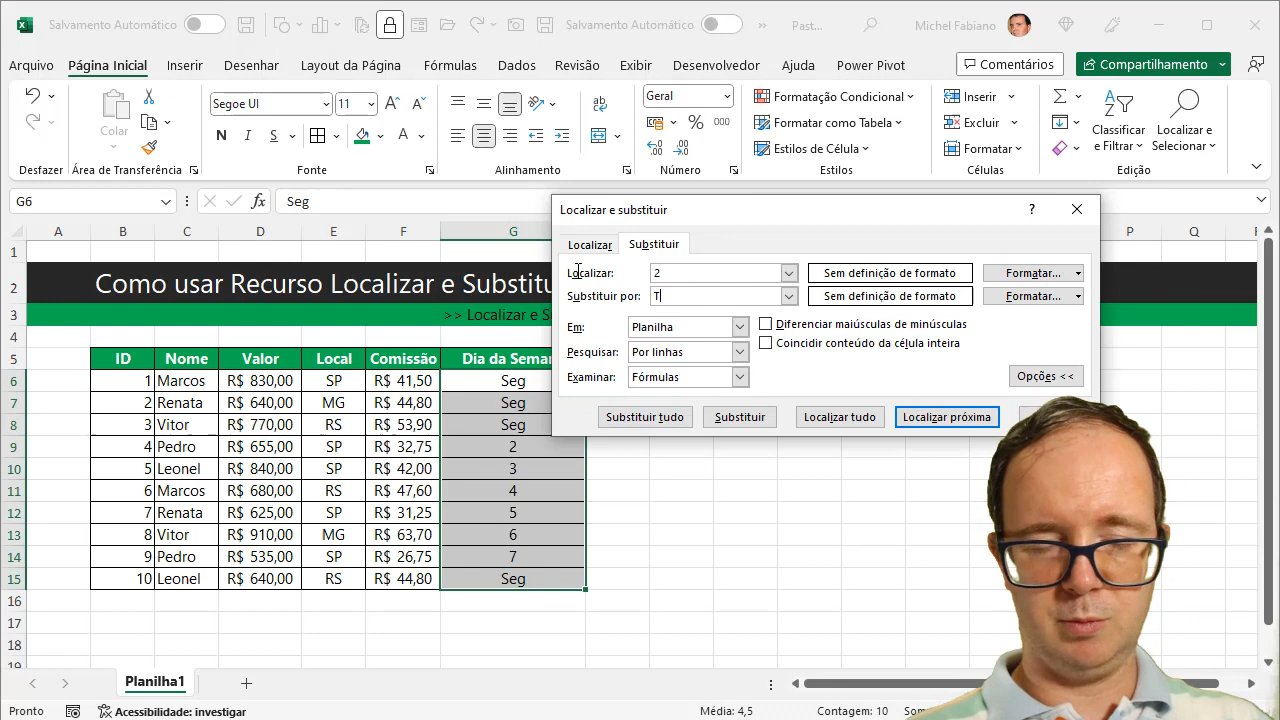 Salvamento Automático
Salvamento Automático
»
Past...
Michel Fabiano
Arquivo
Página Inicial
Inserir
Desenhar
Layout da Página
Fórmulas
Dados
Revisão
Exibir
Desenvolvedor
Ajuda
Power Pivot
Comentários
Compartilhamento
Colar
Segoe UI
11
N I S
Geral
% 000
Formatação Condicional
Formatar como Tabela
Estilos de Célula
Inserir
Excluir
Formatar
Classificar
e Filtrar
Localizar e
Selecionar
Desfazer
Área de Transferência
Fonte
Alinhamento
Número
Estilos
Células
Edição
G6
fx
Seg
A B C D E F G P Q R
1
2 Como usar Recurso Localizar e Substitu
3 >> Localizar e S
4
5 ID Nome Valor Local Comissão Dia da Seman
6 1 Marcos R$ 830,00 SP R$ 41,50 Seg
7 2 Renata R$ 640,00 MG R$ 44,80 Seg
8 3 Vitor R$ 770,00 RS R$ 53,90 Seg
9 4 Pedro R$ 655,00 SP R$ 32,75 2
10 5 Leonel R$ 840,00 SP R$ 42,00 3
11 6 Marcos R$ 680,00 RS R$ 47,60 4
12 7 Renata R$ 625,00 SP R$ 31,25 5
13 8 Vitor R$ 910,00 MG R$ 63,70 6
14 9 Pedro R$ 535,00 SP R$ 26,75 7
15 10 Leonel R$ 640,00 RS R$ 44,80 Seg
16
17
18
19
Localizar e substituir
?
Localizar
Substituir
Localizar: 2
Sem definição de formato
Formatar...
Substituir por: T
Sem definição de formato
Formatar...
Em: Planilha
Diferenciar maiúsculas de minúsculas
Pesquisar: Por linhas
Coincidir conteúdo da célula inteira
Examinar: Fórmulas
Opções <<
Substituir tudo
Substituir
Localizar tudo
Localizar próxima
Planilha1
Pronto
Acessibilidade: investigar
Média: 4,5
Contagem: 10